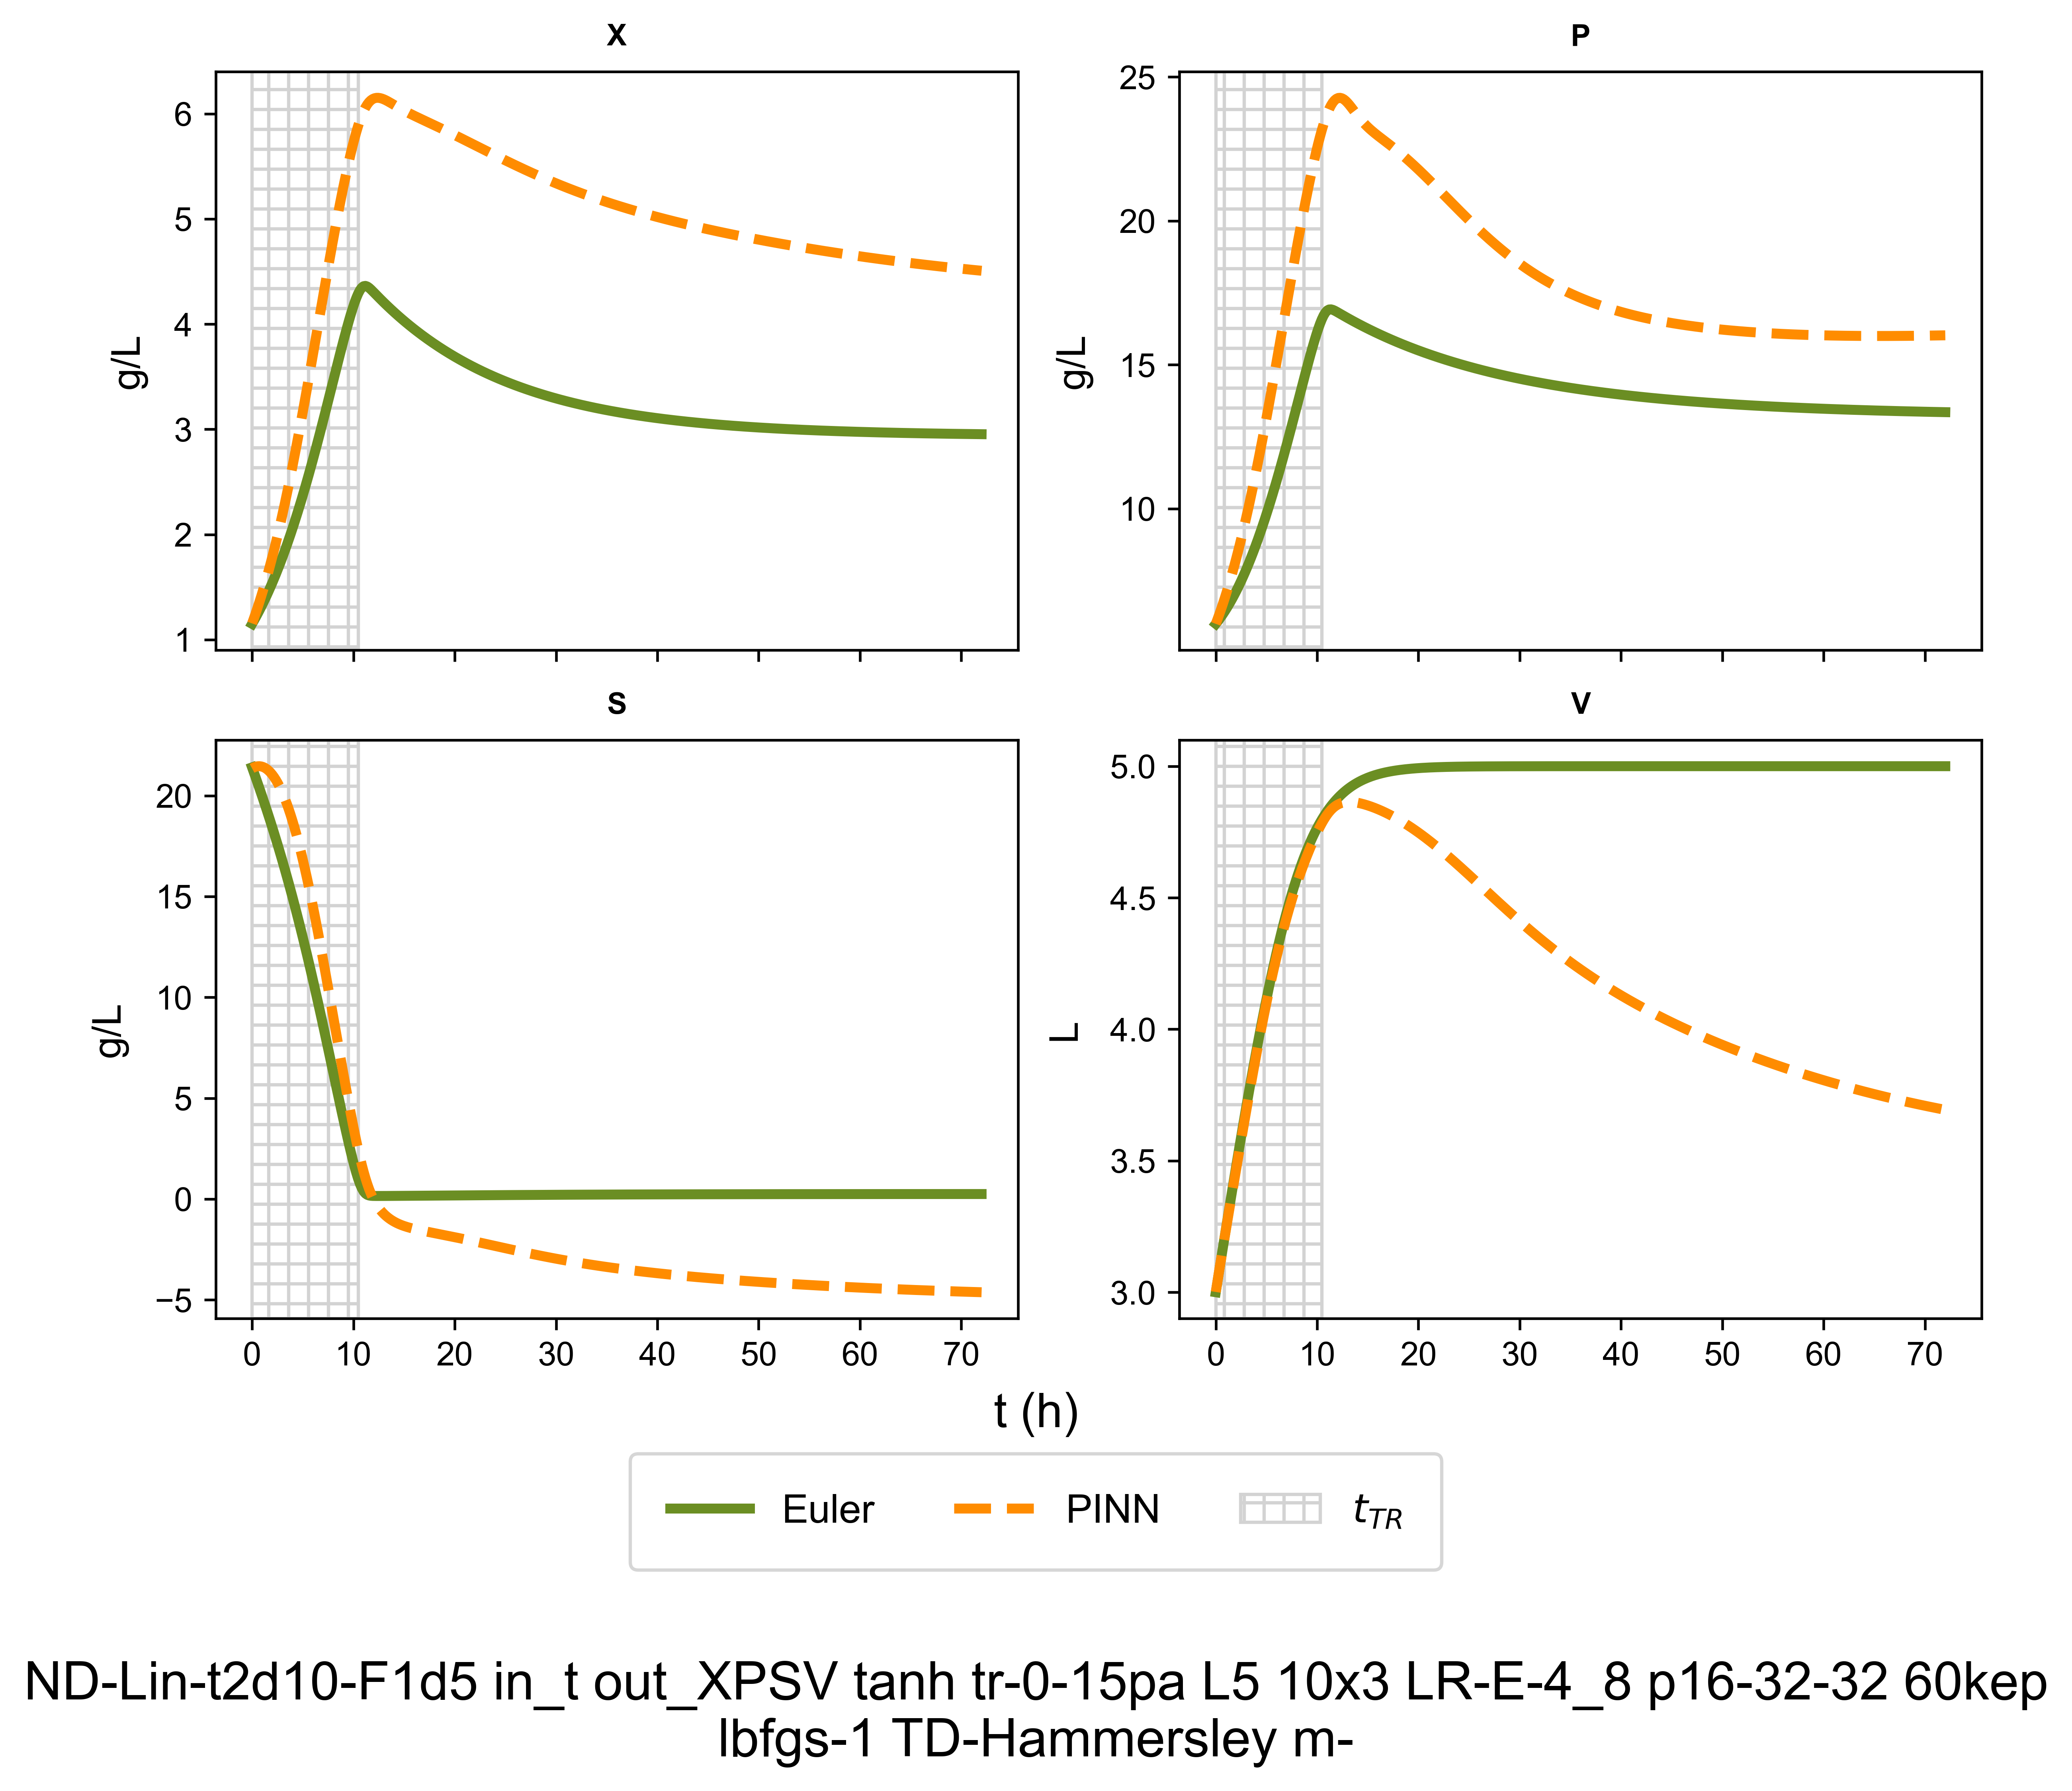 X
P
6
5
4
3
2
1
g/L
25
20
15
10
g/L
S
V
20
15
10
5
0
−5
g/L
5.0
4.5
4.0
3.5
3.0
L
0 10 20 30 40 50 60 70
0 10 20 30 40 50 60 70
t (h)
Euler PINN t_TR
ND-Lin-t2d10-F1d5 in_t out_XPSV tanh tr-0-15pa L5 10x3 LR-E-4_8 p16-32-32 60kep
lbfgs-1 TD-Hammersley m-